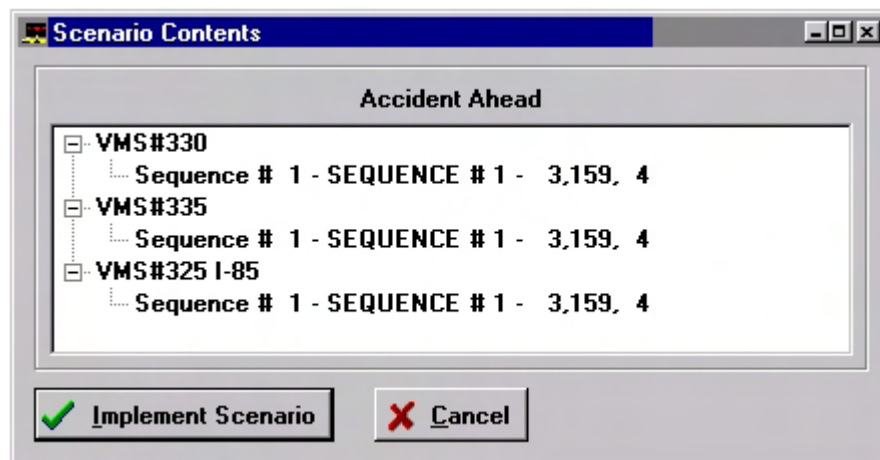 Scenario Contents
Accident Ahead
VMS#330
Sequence #  1 - SEQUENCE # 1 -   3,159,  4
VMS#335
Sequence #  1 - SEQUENCE # 1 -   3,159,  4
VMS#325 I-85
Sequence #  1 - SEQUENCE # 1 -   3,159,  4
Implement Scenario
Cancel